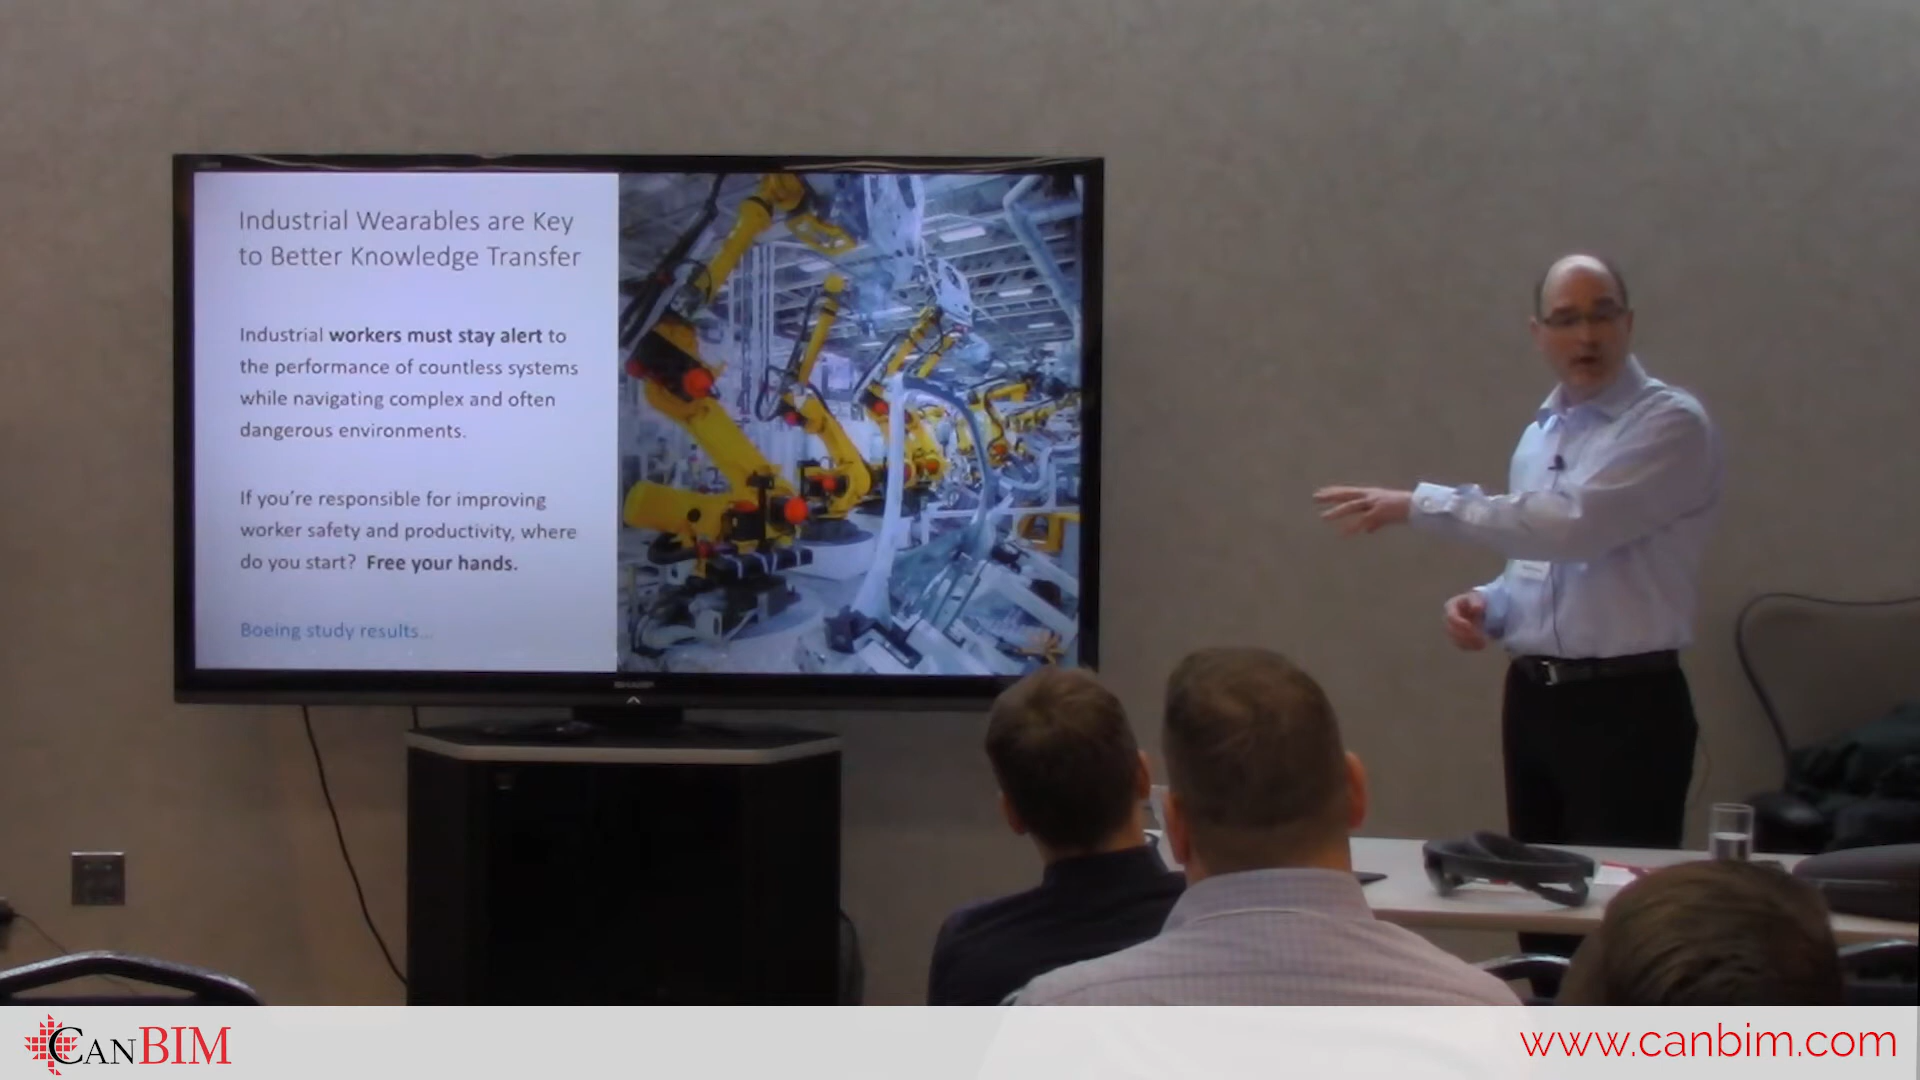 Industrial Wearables are Key
to Better Knowledge Transfer
Industrial workers must stay alert to
the performance of countless systems
while navigating complex and often
dangerous environments.
If you're responsible for improving
worker safety and productivity, where
do you start? Free your hands.
Boeing study results...
SHARP
CANBIM
www.canbim.com